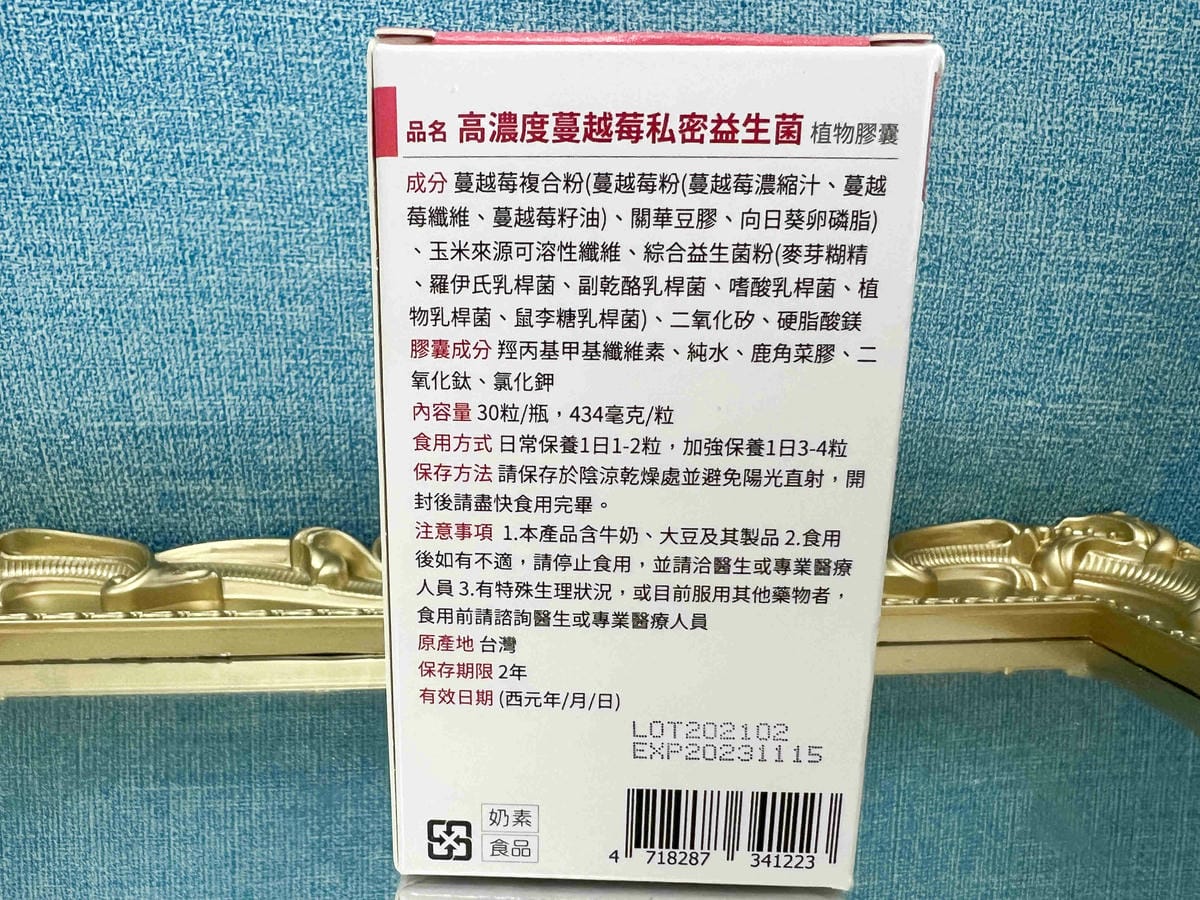 品名 高濃度蔓越莓私密益生菌 植物膠囊
成分 蔓越莓複合粉(蔓越莓粉(蔓越莓濃縮汁、蔓越
莓纖維、蔓越莓籽油)、關華豆膠、向日葵卵磷脂)
、玉米來源可溶性纖維、綜合益生菌粉(麥芽糊精
、羅伊氏乳桿菌、副乾酪乳桿菌、嗜酸乳桿菌、植
物乳桿菌、鼠李糖乳桿菌)、二氧化矽、硬脂酸鎂
膠囊成分 羥丙基甲基纖維素、純水、鹿角菜膠、二
氧化鈦、氯化鉀
內容量 30粒/瓶，434毫克/粒
食用方式 日常保養1日1-2粒，加強保養1日3-4粒
保存方法 請保存於陰涼乾燥處並避免陽光直射，開
封後請盡快食用完畢。
注意事項 1.本產品含牛奶、大豆及其製品 2.食用
後如有不適，請停止食用，並請洽醫生或專業醫療
人員 3.有特殊生理狀況，或目前服用其他藥物者，
食用前請諮詢醫生或專業醫療人員
原產地 台灣
保存期限 2年
有效日期 (西元年/月/日)
LOT202102
EXP20231115
奶素
食品
4 718287 341223